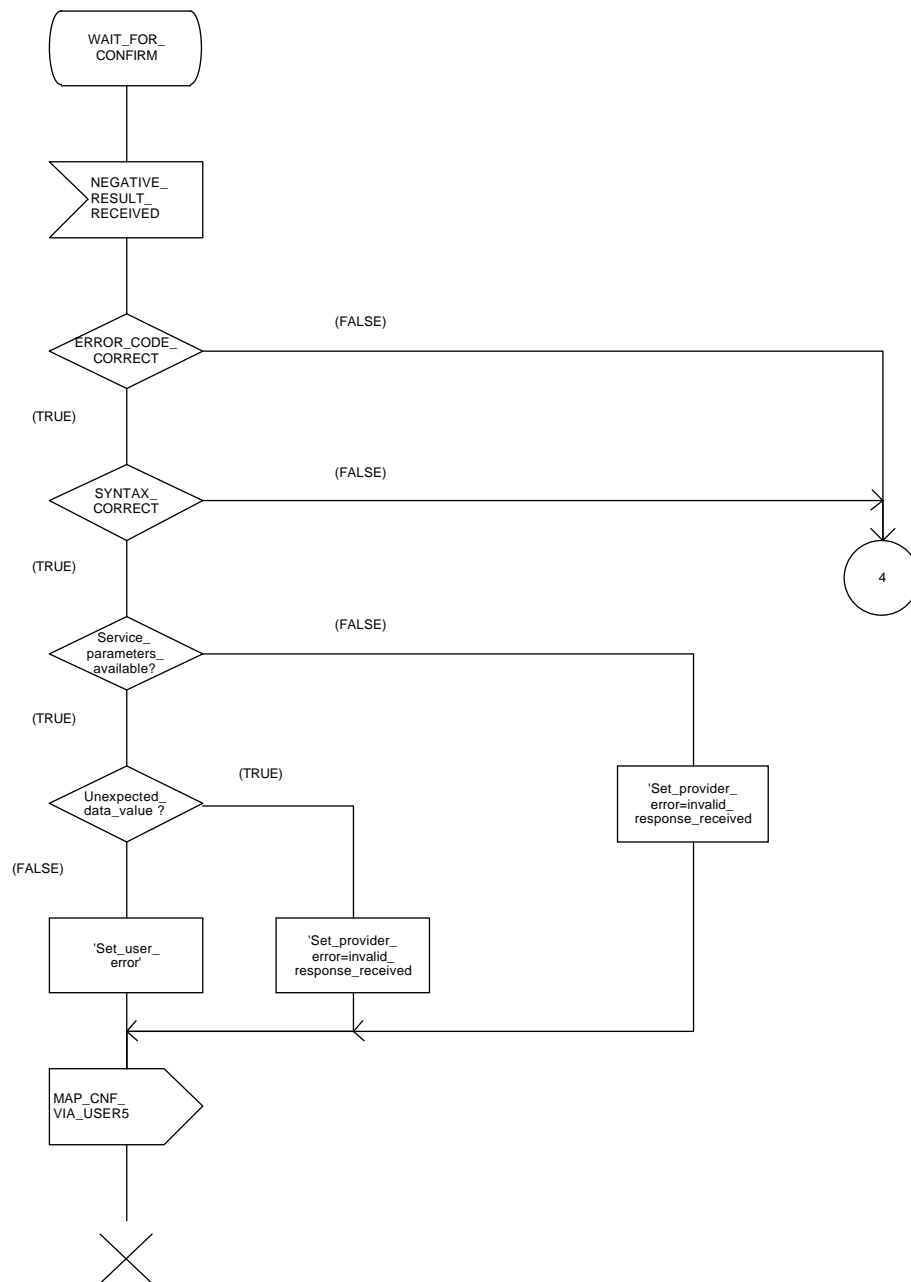 WAIT_FOR_
CONFIRM
NEGATIVE_
RESULT_
RECEIVED
(FALSE)
ERROR_CODE_
CORRECT
(TRUE)
(FALSE)
SYNTAX_
CORRECT
(TRUE)
4
(FALSE)
Service_
parameters_
available?
(TRUE)
(TRUE)
Unexpected_
data_value ?
'Set_provider_
error=invalid_
response_received
(FALSE)
'Set_user_
error'
'Set_provider_
error=invalid_
response_received
MAP_CNF_
VIA_USER5